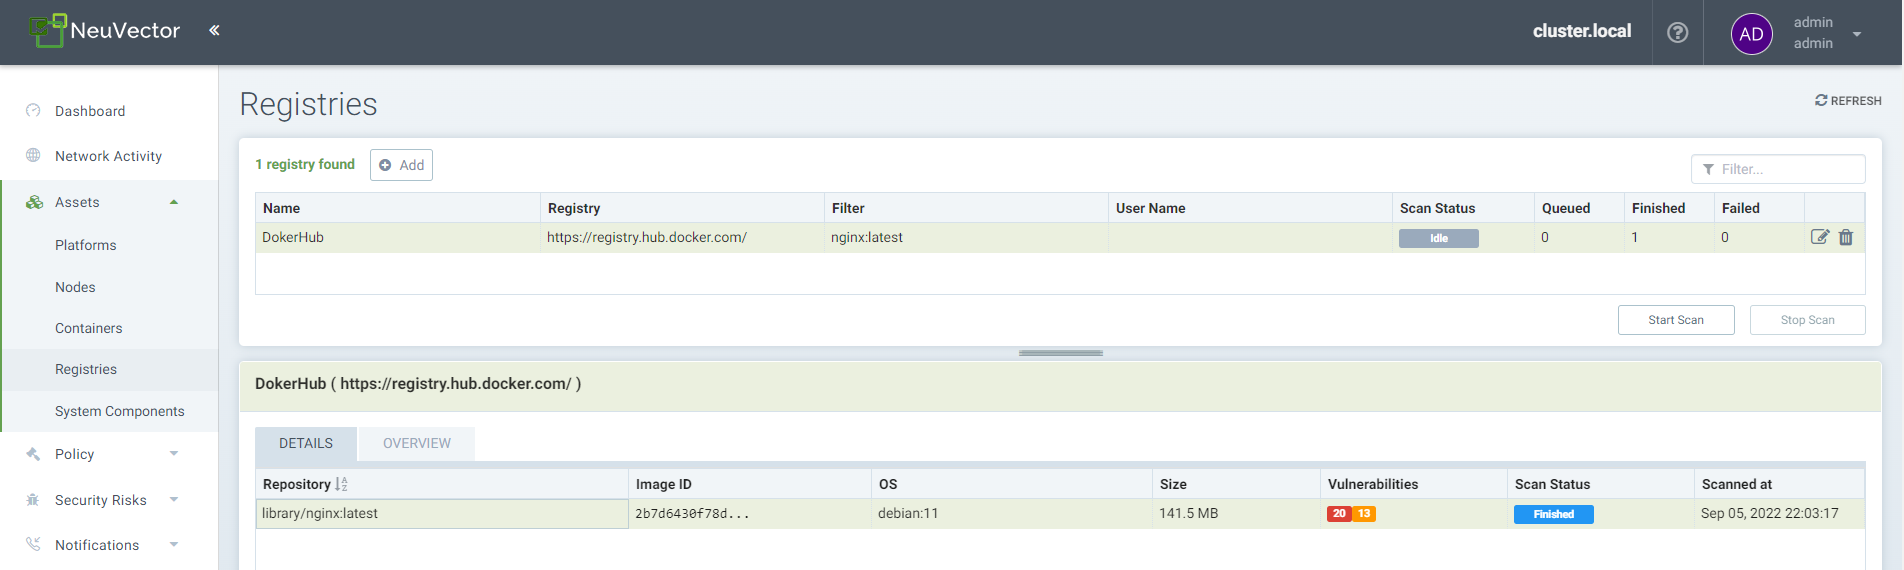 NeuVector
«
cluster.local
?
AD
admin
admin
Dashboard
Network Activity
Assets
Platforms
Nodes
Containers
Registries
System Components
Policy
Security Risks
Notifications
Registries
REFRESH
1 registry found
Add
Filter...
Name Registry Filter User Name Scan Status Queued Finished Failed
DokerHub https://registry.hub.docker.com/ nginx:latest Idle 0 1 0
Start Scan
Stop Scan
DokerHub ( https://registry.hub.docker.com/ )
DETAILS
OVERVIEW
Repository Image ID OS Size Vulnerabilities Scan Status Scanned at
library/nginx:latest 2b7d6430f78d... debian:11 141.5 MB 20 13 Finished Sep 05, 2022 22:03:17